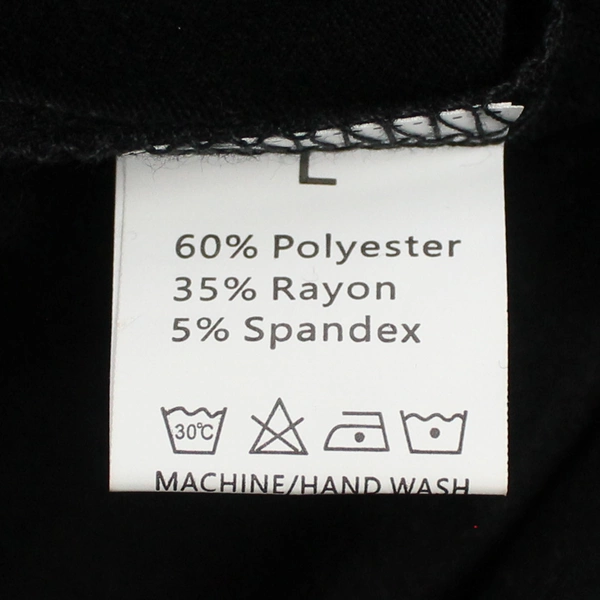 L
60% Polyester
35% Rayon
5% Spandex
30°C
MACHINE/HAND WASH